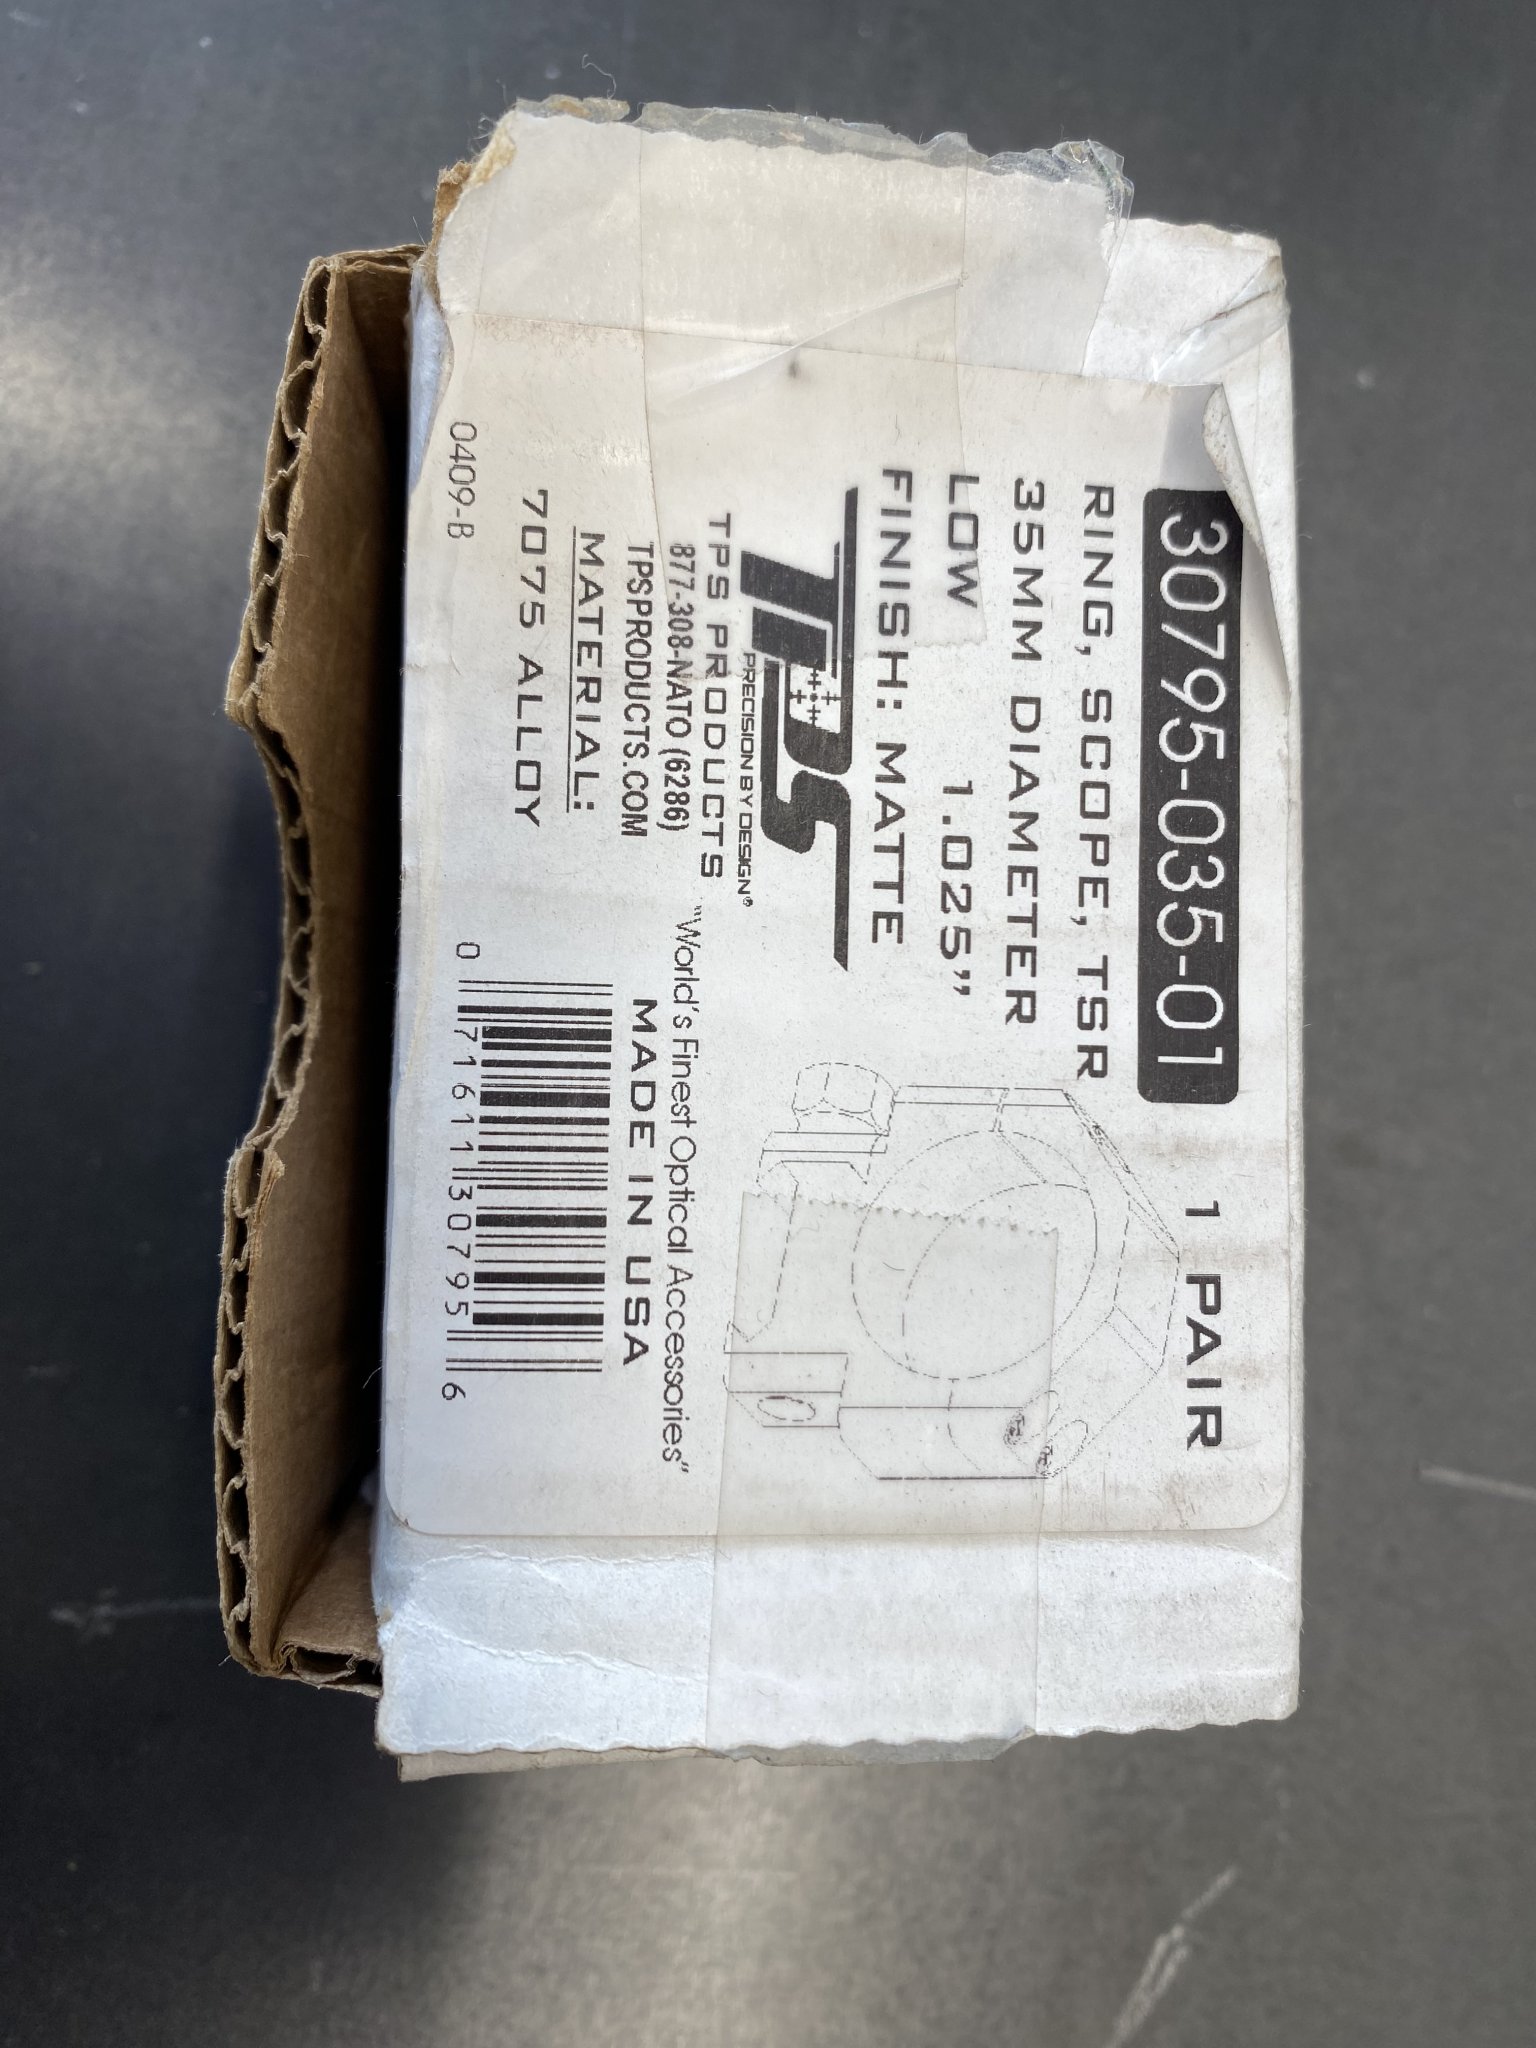 30795-035-01 1 PAIR
RING, SCOPE, TSR
35MM DIAMETER
LOW 1.025"
FINISH: MATTE
TPS
PRECISION BY DESIGN®
TPS PRODUCTS
877-308-NATO (6286)
TPSPRODUCTS.COM
"World's Finest Optical Accessories"
MADE IN USA
MATERIAL:
7075 ALLOY
0409-B
0 71611 30795 6